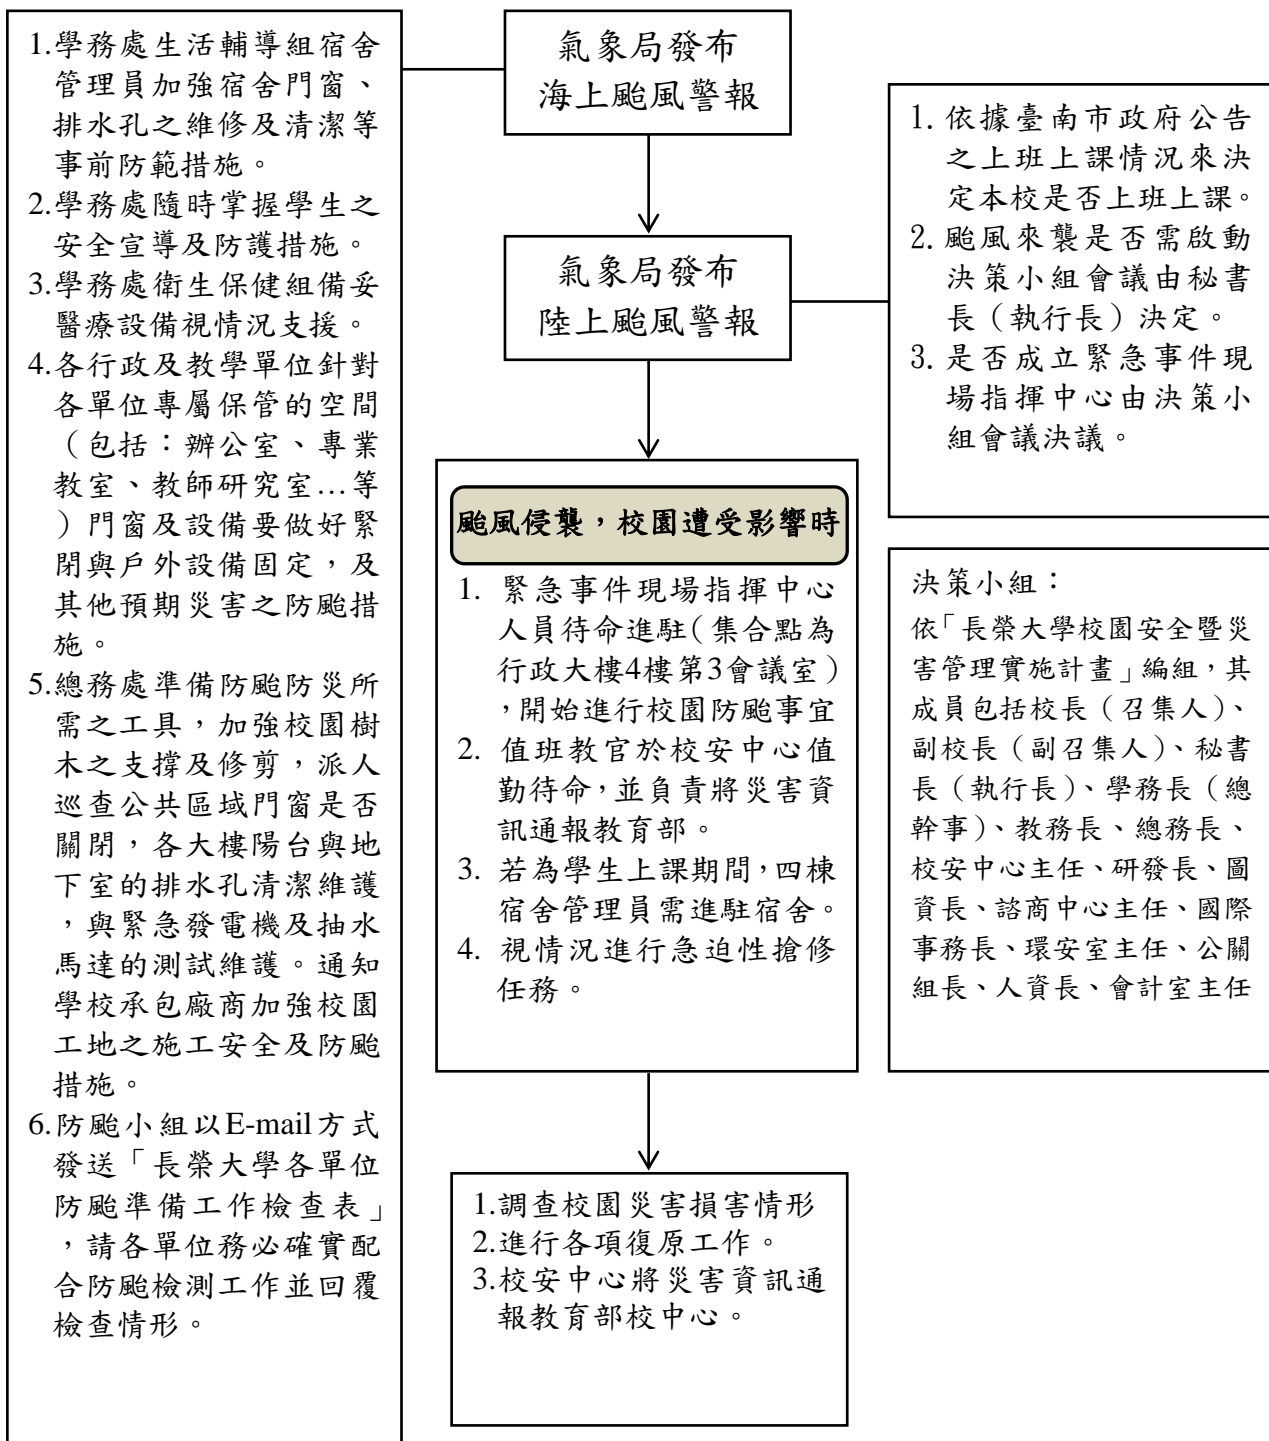 1.學務處生活輔導組宿舍
管理員加強宿舍門窗、
排水孔之維修及清潔等
事前防範措施。
2.學務處隨時掌握學生之
安全宣導及防護措施。
3.學務處衛生保健組備妥
醫療設備視情況支援。
4.各行政及教學單位針對
各單位專屬保管的空間
（包括：辦公室、專業
教室、教師研究室…等
）門窗及設備要做好緊
閉與戶外設備固定，及
其他預期災害之防颱措
施。
5.總務處準備防颱防災所
需之工具，加強校園樹
木之支撐及修剪，派人
巡查公共區域門窗是否
關閉，各大樓陽台與地
下室的排水孔清潔維護
，與緊急發電機及抽水
馬達的測試維護。通知
學校承包廠商加強校園
工地之施工安全及防颱
措施。
6.防颱小組以E-mail方式
發送「長榮大學各單位
防颱準備工作檢查表」
，請各單位務必確實配
合防颱檢測工作並回覆
檢查情形。
氣象局發布
海上颱風警報
氣象局發布
陸上颱風警報
1. 依據臺南市政府公告
之上班上課情況來決
定本校是否上班上課。
2. 颱風來襲是否需啟動
決策小組會議由秘書
長（執行長）決定。
3. 是否成立緊急事件現
場指揮中心由決策小
組會議決議。
颱風侵襲，校園遭受影響時
1. 緊急事件現場指揮中心
人員待命進駐（集合點為
行政大樓4樓第3會議室）
，開始進行校園防颱事宜
2. 值班教官於校安中心值
勤待命，並負責將災害資
訊通報教育部。
3. 若為學生上課期間，四棟
宿舍管理員需進駐宿舍。
4. 視情況進行急迫性搶修
任務。
決策小組：
依「長榮大學校園安全暨災
害管理實施計畫」編組，其
成員包括校長（召集人）、
副校長（副召集人）、秘書
長（執行長）、學務長（總
幹事）、教務長、總務長、
校安中心主任、研發長、圖
資長、諮商中心主任、國際
事務長、環安室主任、公關
組長、人資長、會計室主任
1.調查校園災害損害情形
2.進行各項復原工作。
3.校安中心將災害資訊通
報教育部校中心。